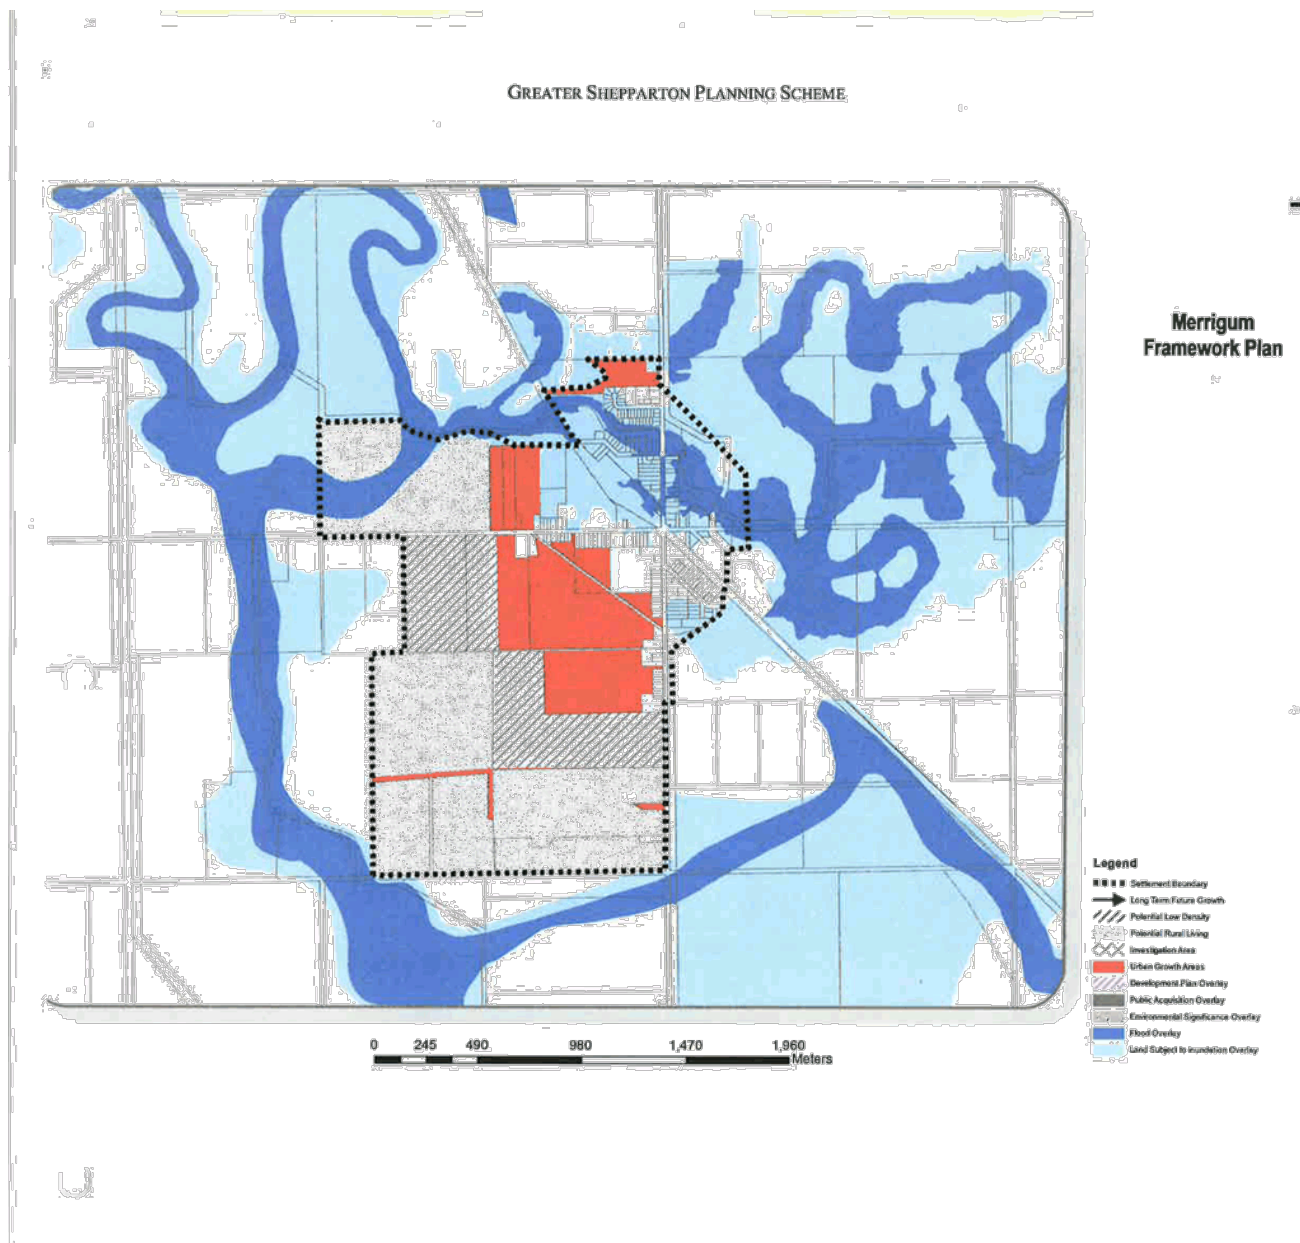 GREATER SHEPPARTON PLANNING SCHEME
Merrigum
Framework Plan
Legend
Settlement Boundary
Long Term Future Growth
Potential Low Density
Potential Rural Living
Investigation Area
Urban Growth Areas
Development Plan Overlay
Public Acquisition Overlay
Environmental Significance Overlay
Flood Overlay
Land Subject to Inundation Overlay
0 245 490 980 1,470 1,960
Meters